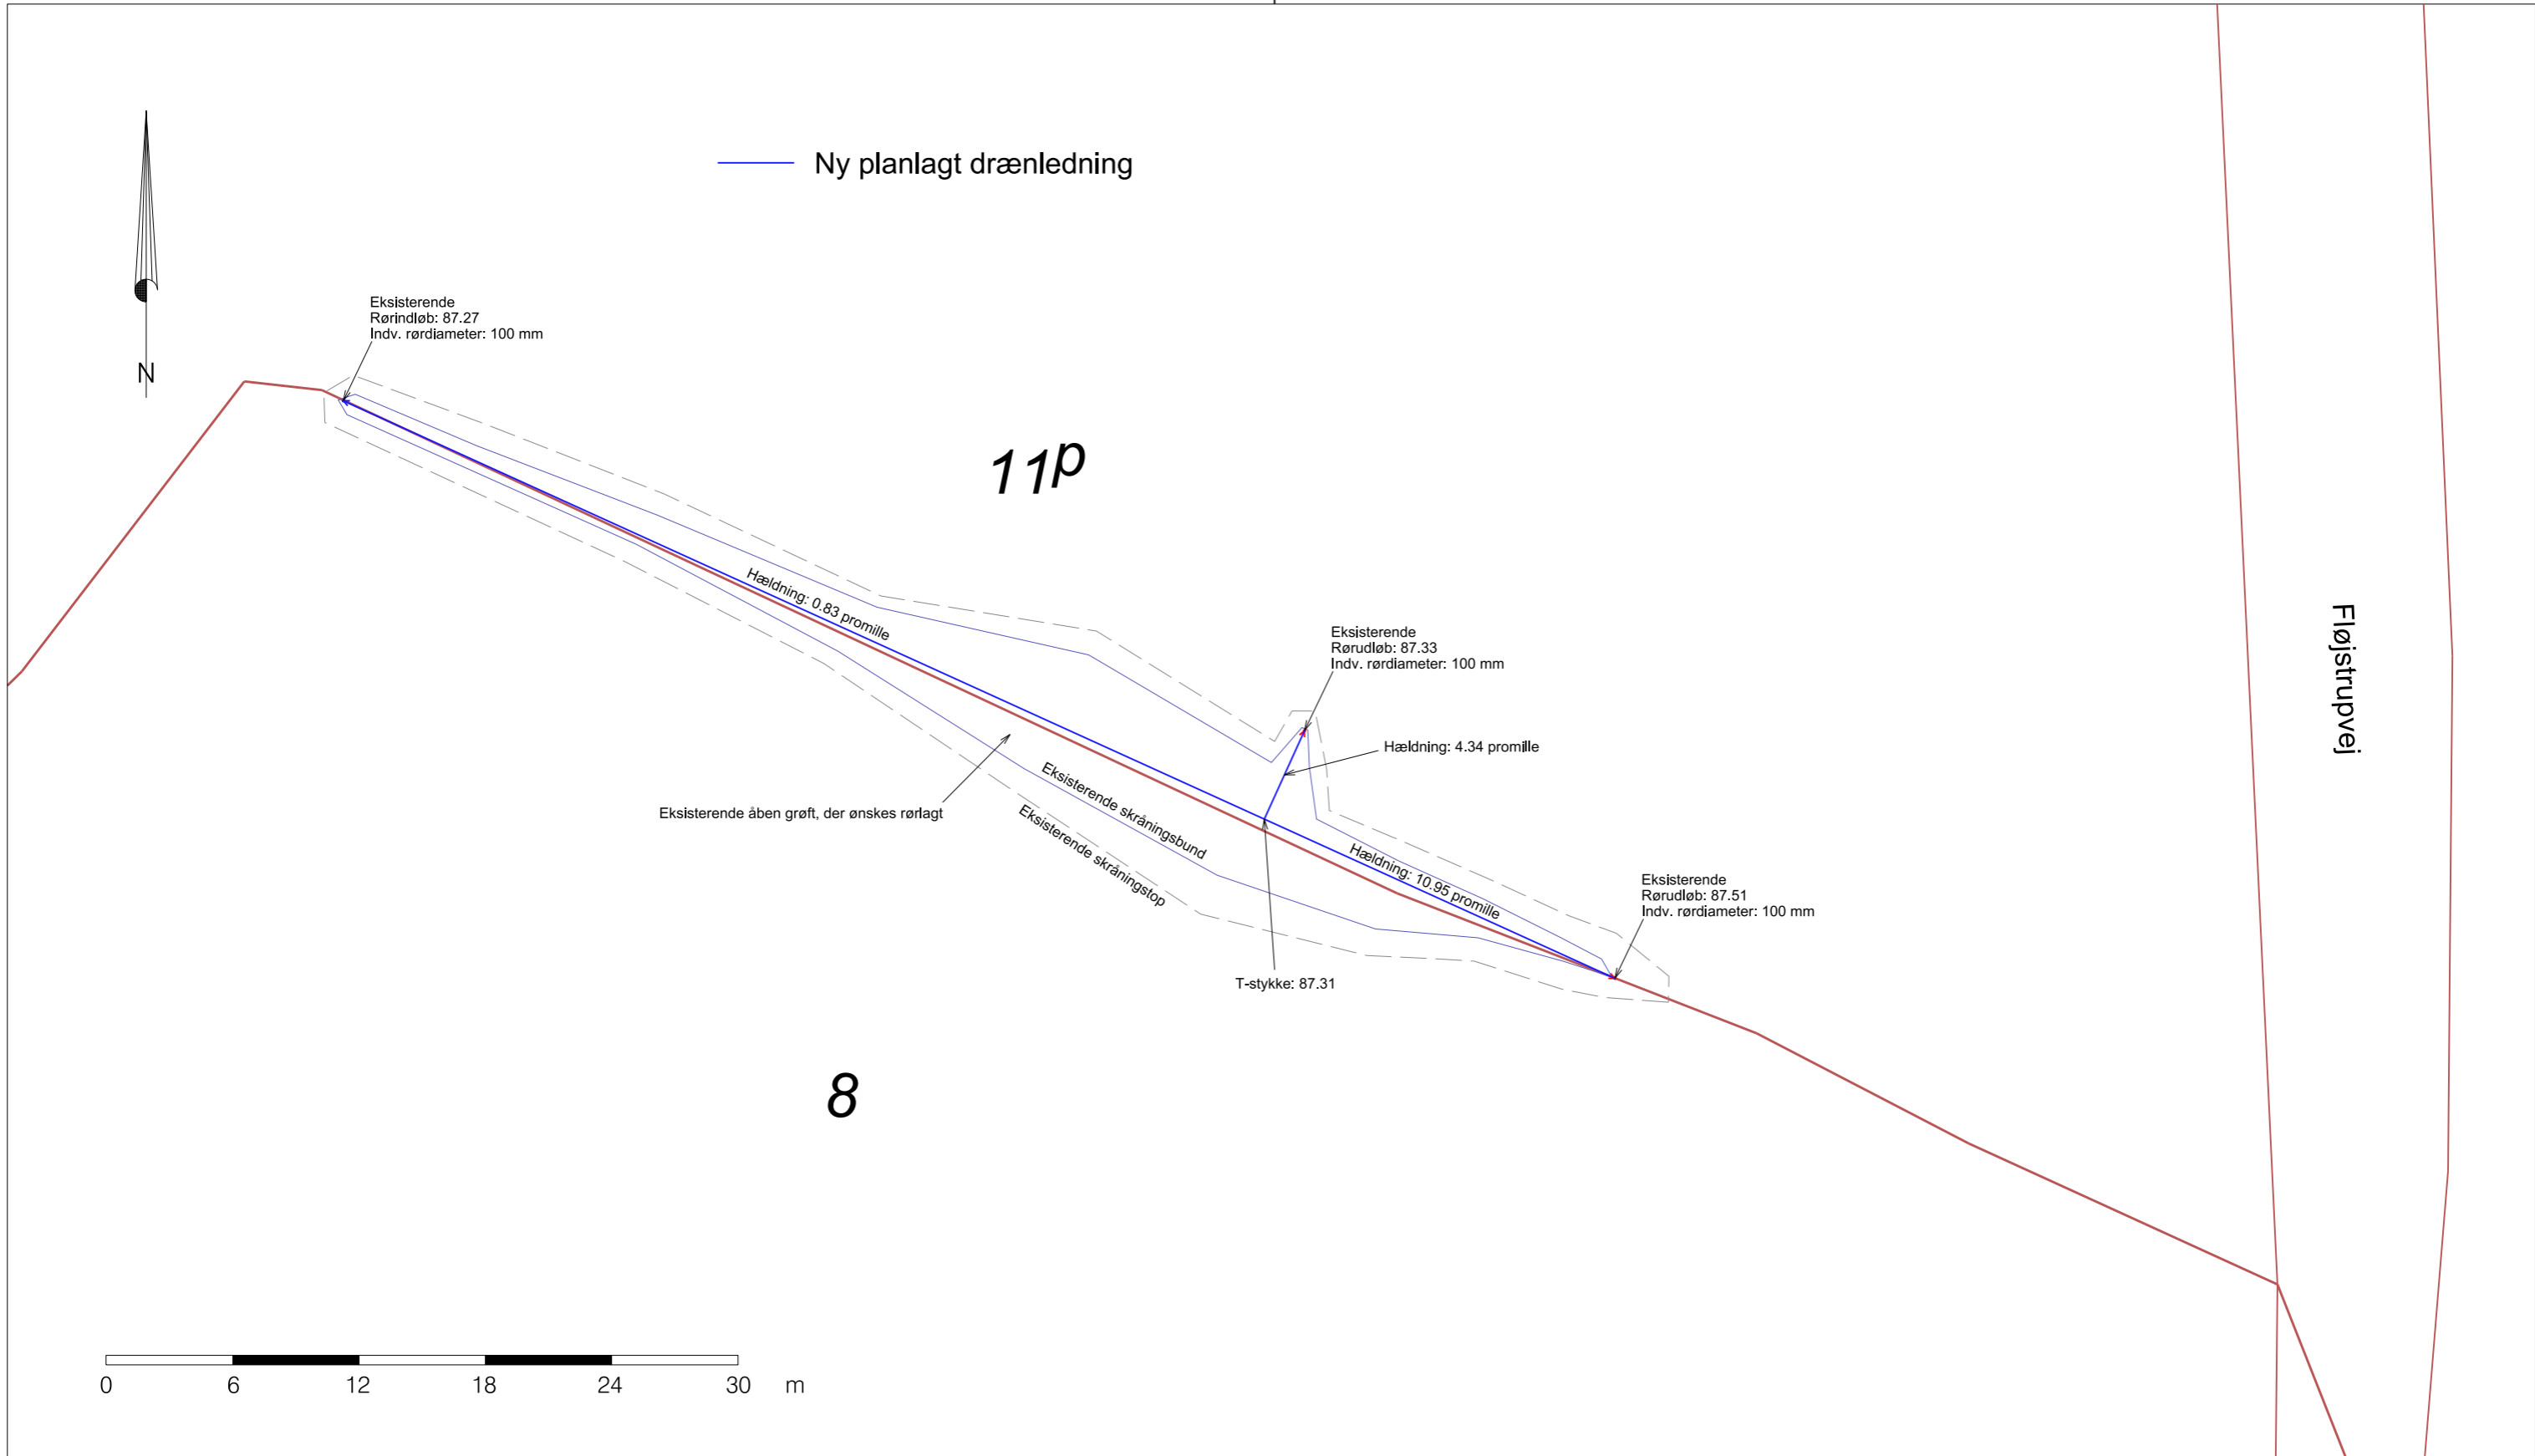 Ny planlagt drænledning
N
Eksisterende
Rørindløb: 87.27
Indv. rørdiameter: 100 mm
11p
Hældning: 0.83 promille
Eksisterende
Rørudløb: 87.33
Indv. rørdiameter: 100 mm
Fløjstrupvej
Hældning: 4.34 promille
Eksisterende åben grøft, der ønskes rørlagt
Eksisterende skråningsbund
Eksisterende skråningstop
Hældning: 10.95 promille
Eksisterende
Rørudløb: 87.51
Indv. rørdiameter: 100 mm
T-stykke: 87.31
8
0 6 12 18 24 30 m